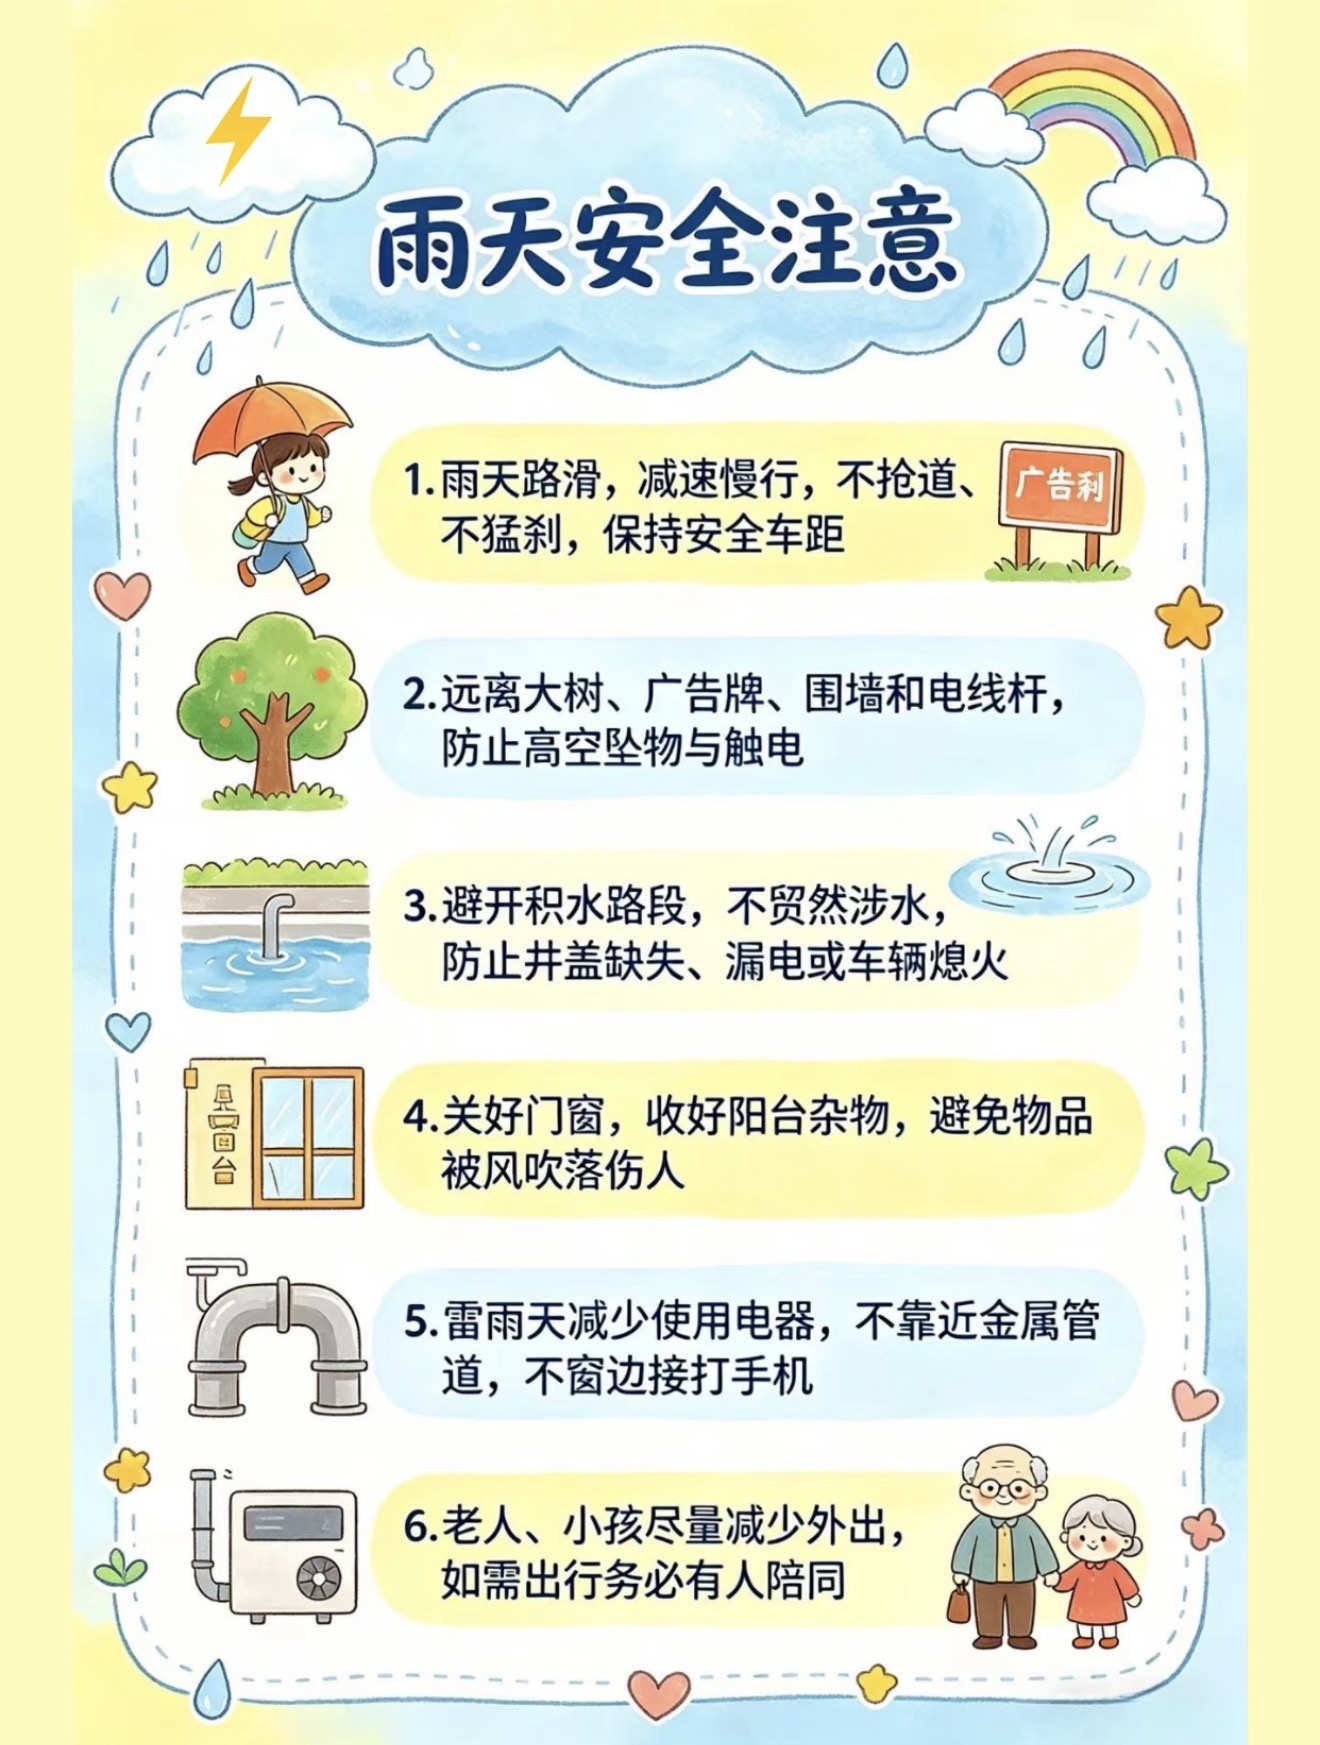 雨天安全注意
1.雨天路滑，减速慢行，不抢道、
不猛刹，保持安全车距
广告剩
2.远离大树、广告牌、围墙和电线杆，
防止高空坠物与触电
3.避开积水路段，不贸然涉水，
防止井盖缺失、漏电或车辆熄火
4.关好门窗，收好阳台杂物，避免物品
被风吹落伤人
5.雷雨天减少使用电器，不靠近金属管
道，不窗边接打手机
6.老人、小孩尽量减少外出，
如需出行务必有人陪同